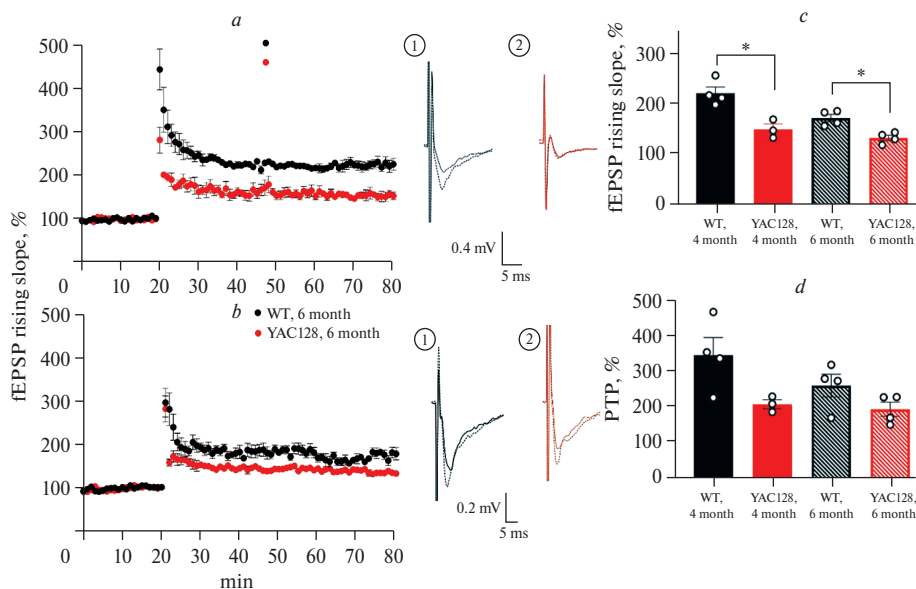 a
500
400
300
200
100
0
10
20
30
40
50
60
70
80
1
2
0.4 mV
5 ms
c
fEPSP rising slope, %
300
200
150
100
0
*
*
WT,
4 month
YAC128,
4 month
WT,
6 month
YAC128,
6 month
fEPSP rising slope, %
b
WT, 6 month
YAC128, 6 month
500
400
300
200
100
0
10
20
30
40
50
60
70
80
min
1
2
0.2 mV
5 ms
d
PTP, %
600
500
400
300
200
100
0
WT,
4 month
YAC128,
4 month
WT,
6 month
YAC128,
6 month